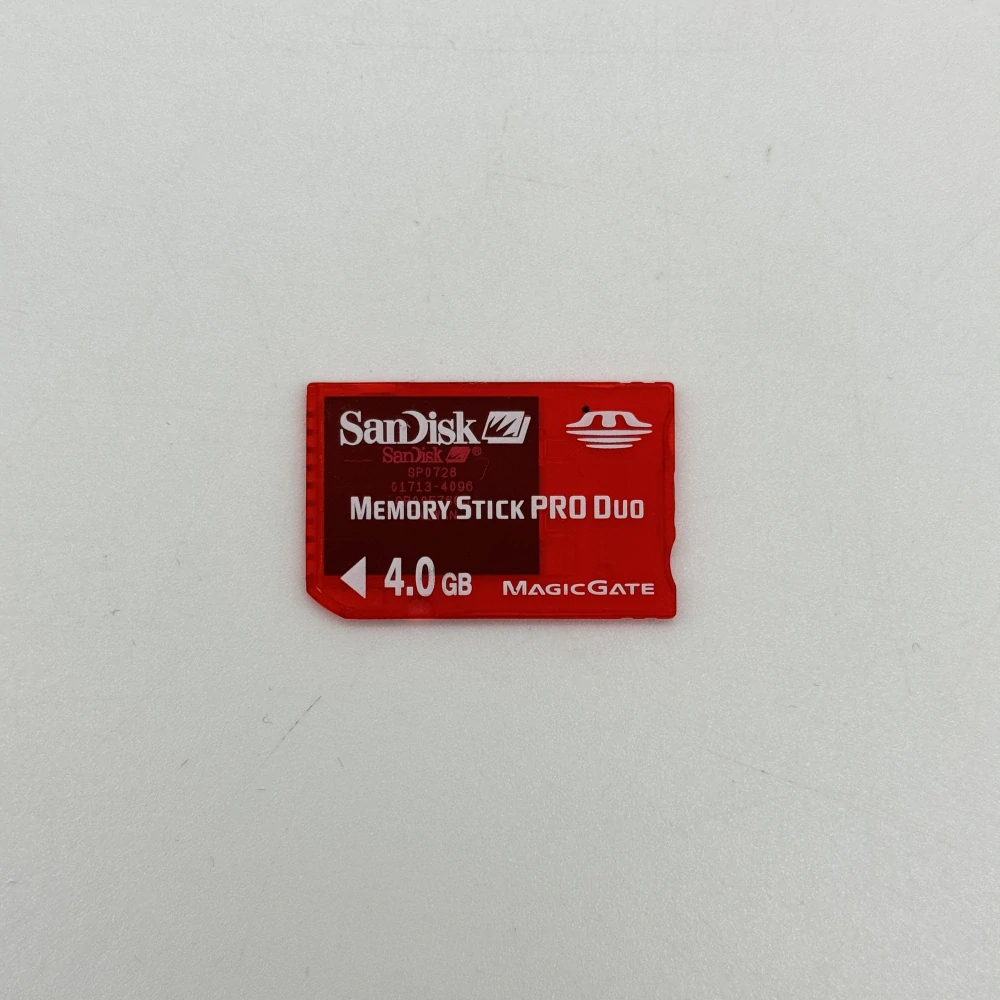 SanDisk
SanDisk ®
SP0728
01713-4096
MEMORY STICK PRO DUO
4.0 GB
MAGICGATE